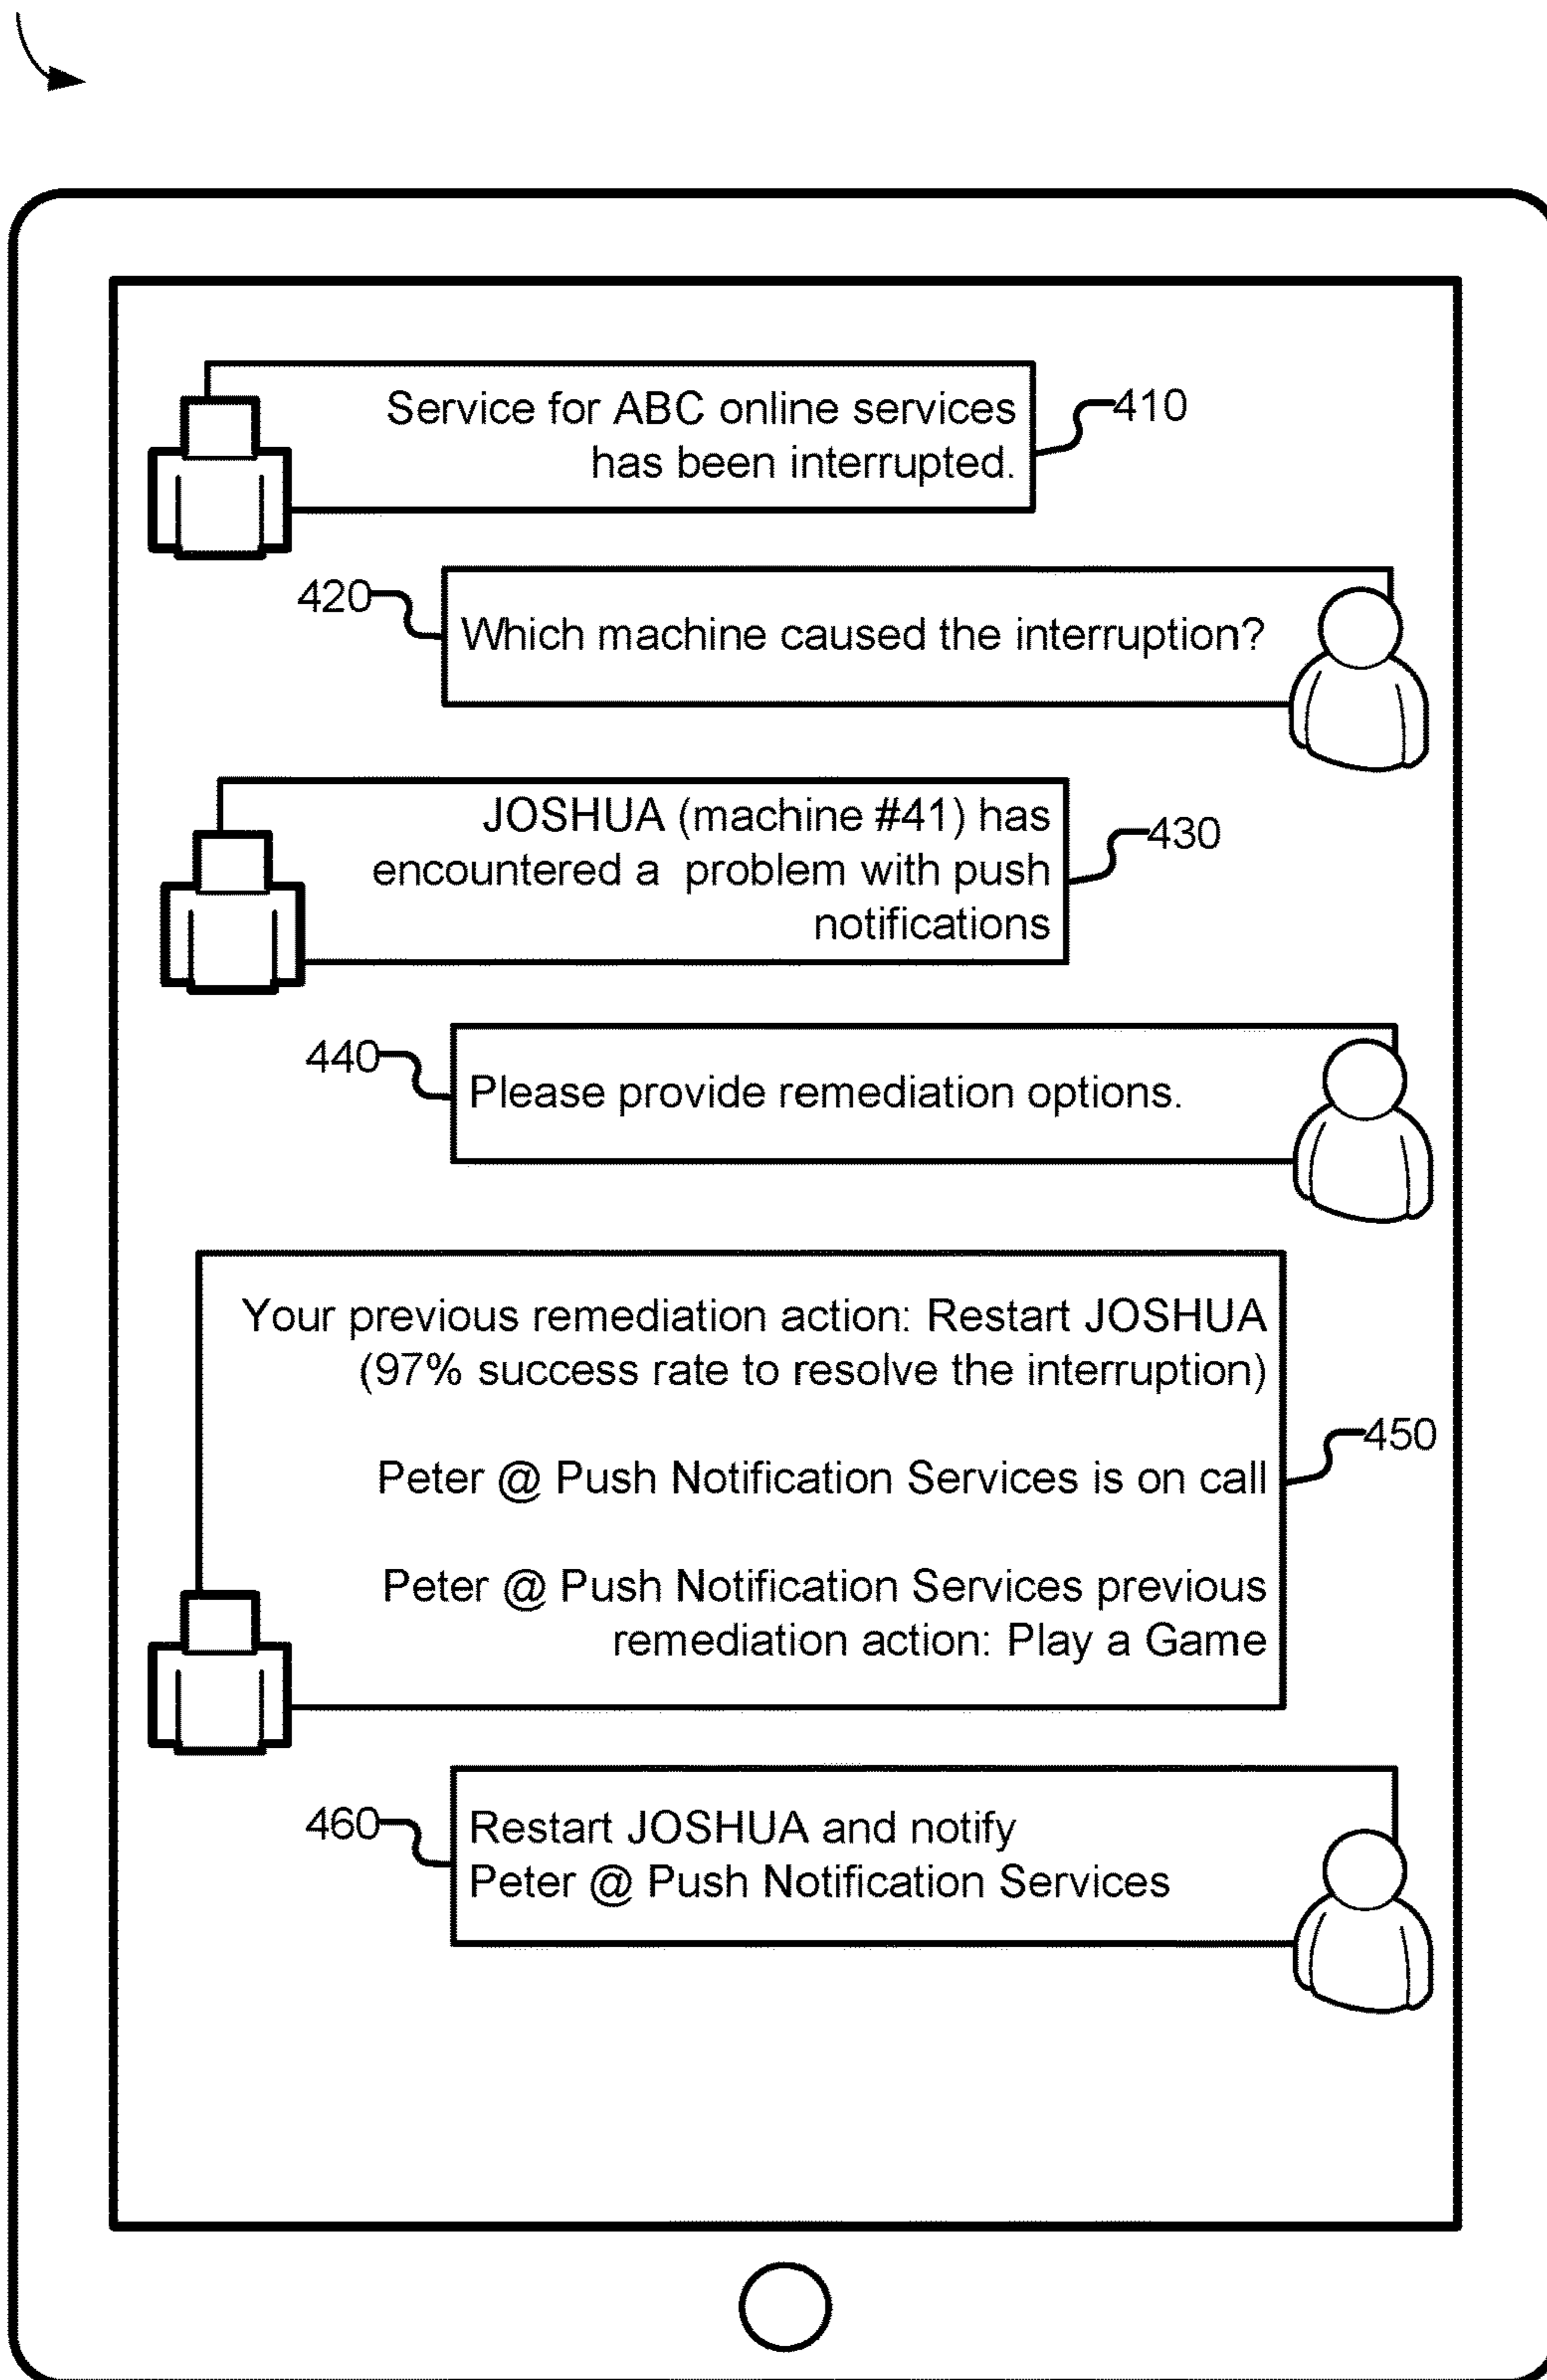 Service for ABC online services
has been interrupted.
410
420
Which machine caused the interruption?
JOSHUA (machine #41) has
encountered a  problem with push
notifications
430
440
Please provide remediation options.
Your previous remediation action: Restart JOSHUA
(97% success rate to resolve the interruption)
Peter @ Push Notification Services is on call
450
Peter @ Push Notification Services previous
remediation action: Play a Game
460
Restart JOSHUA and notify
Peter @ Push Notification Services